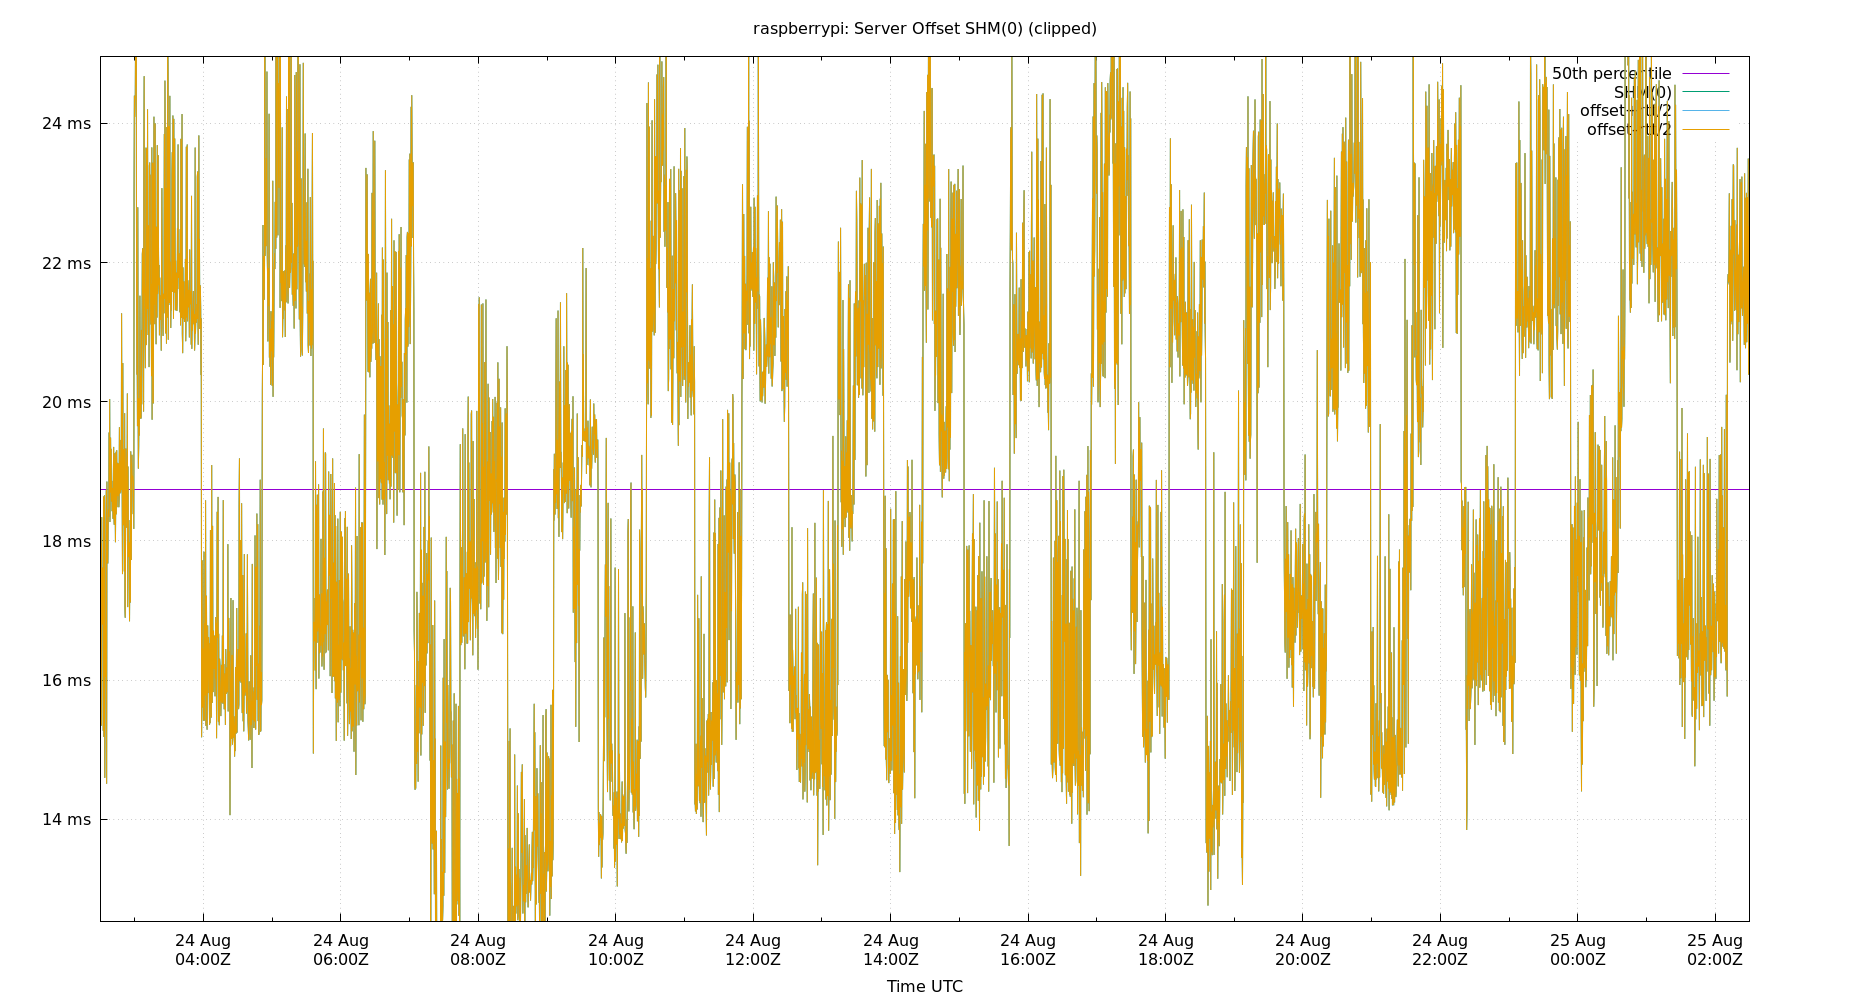 raspberrypi: Server Offset SHM(0) (clipped)
50th percentile
SHM(0)
offset+rtt/2
offset-rtt/2
24 ms
22 ms
20 ms
18 ms
16 ms
14 ms
24 Aug 24 Aug 24 Aug 24 Aug 24 Aug 24 Aug 24 Aug 24 Aug 24 Aug 24 Aug 25 Aug 25 Aug
04:00Z 06:00Z 08:00Z 10:00Z 12:00Z 14:00Z 16:00Z 18:00Z 20:00Z 22:00Z 00:00Z 02:00Z
Time UTC